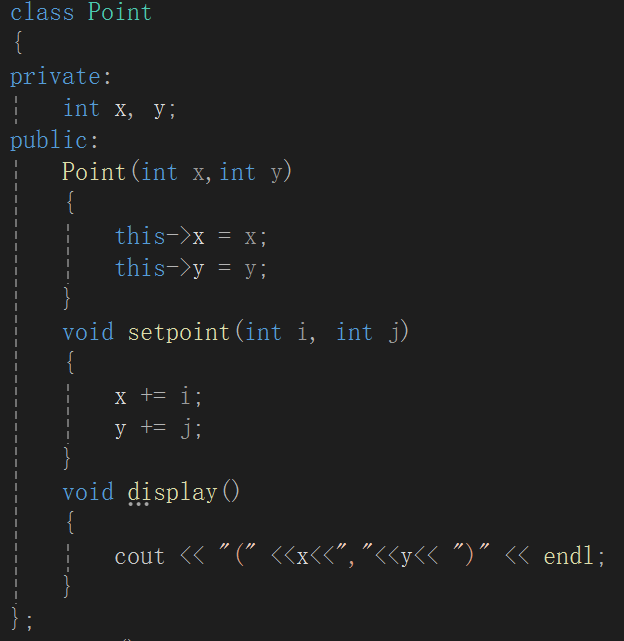 class Point
{
private:
    int x, y;
public:
    Point(int x,int y)
    {
        this->x = x;
        this->y = y;
    }
    void setpoint(int i, int j)
    {
        x += i;
        y += j;
    }
    void display()
    {
        cout << "(" <<x<<","<<y<< ")" << endl;
    }
};